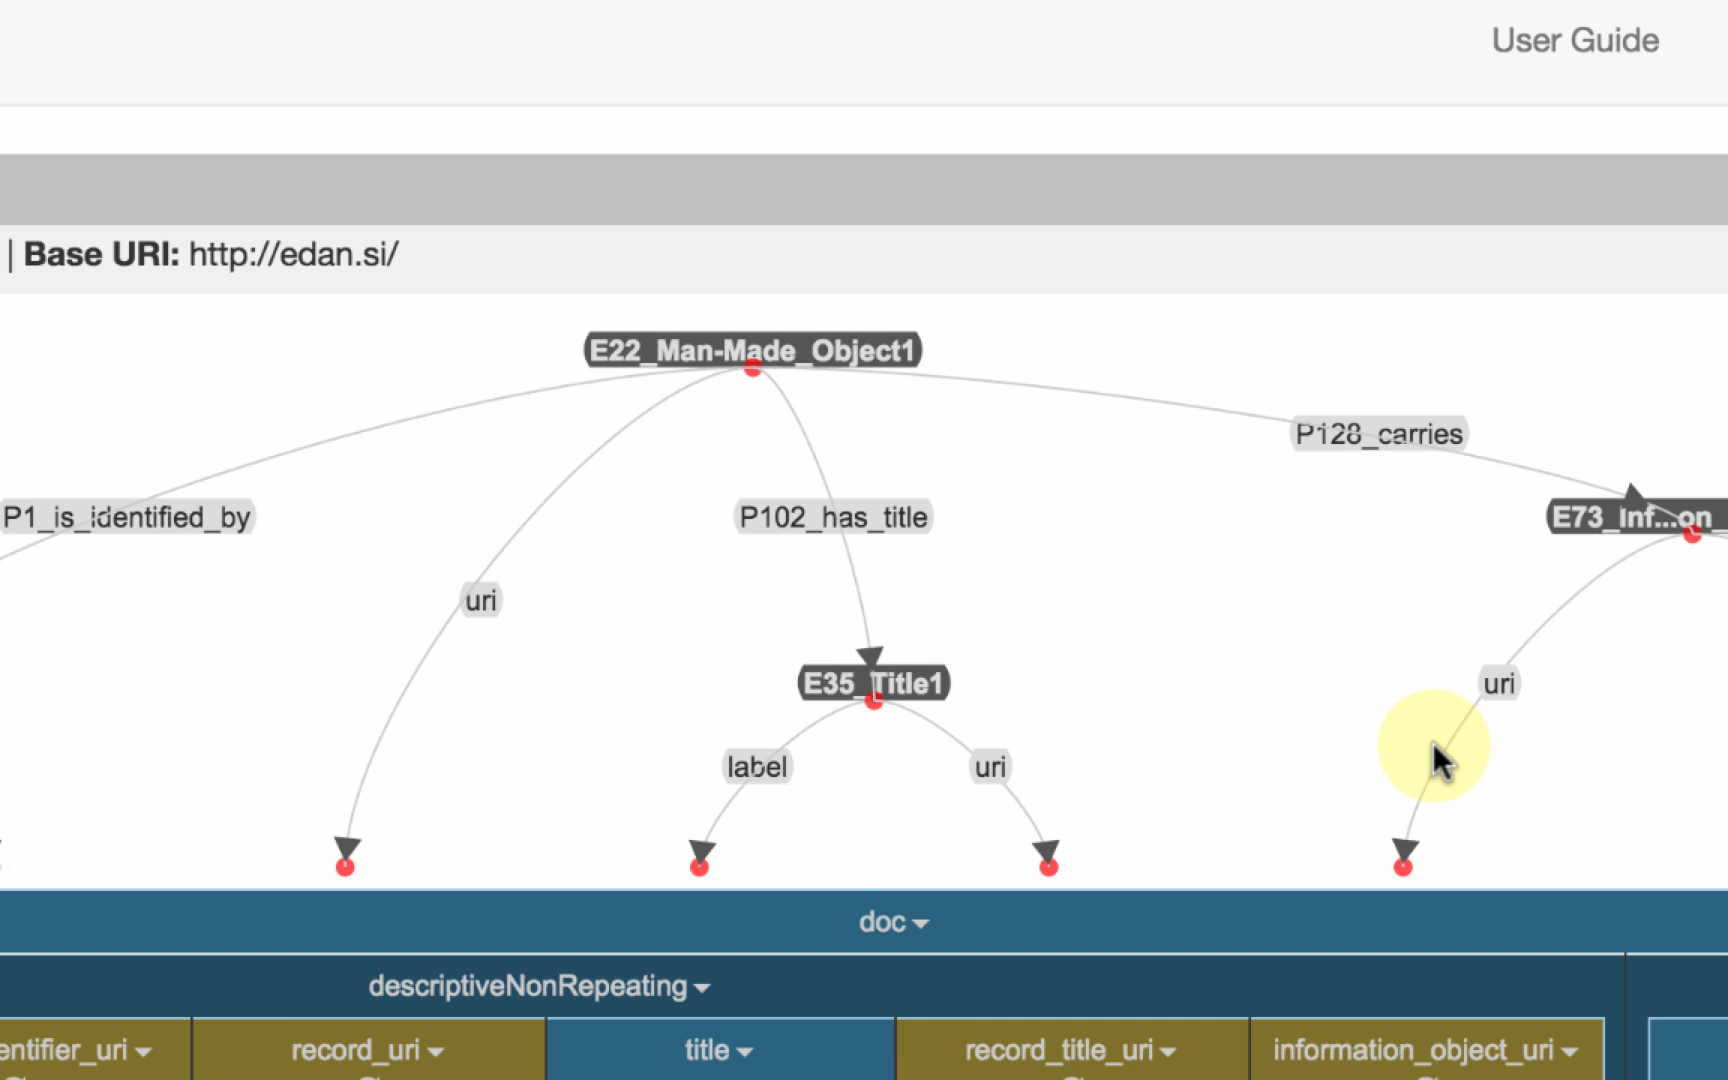 User Guide
| Base URI: http://edan.si/
E22_Man-Made_Object1
P128_carries
P1_is_identified_by
P102_has_title
E73_Inf...on_
uri
E35_Title1
uri
label
uri
doc
descriptiveNonRepeating
entifier_uri
record_uri
title
record_title_uri
information_object_uri